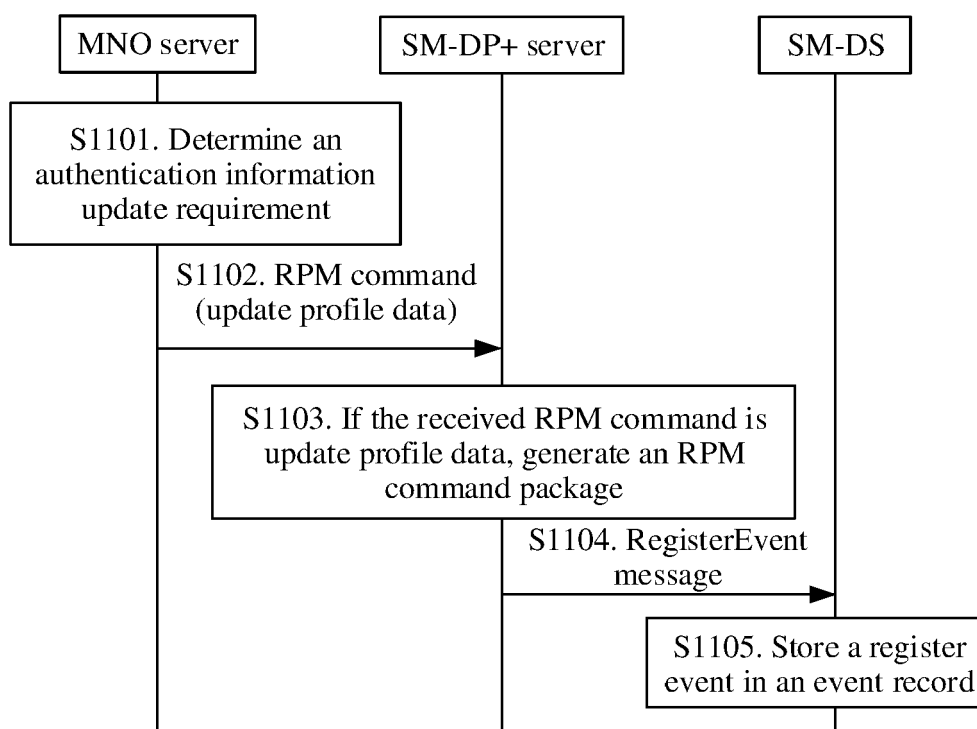 MNO server
SM-DP+ server
SM-DS
S1101. Determine an
authentication information
update requirement
S1102. RPM command
(update profile data)
S1103. If the received RPM command is
update profile data, generate an RPM
command package
S1104. RegisterEvent
message
S1105. Store a register
event in an event record